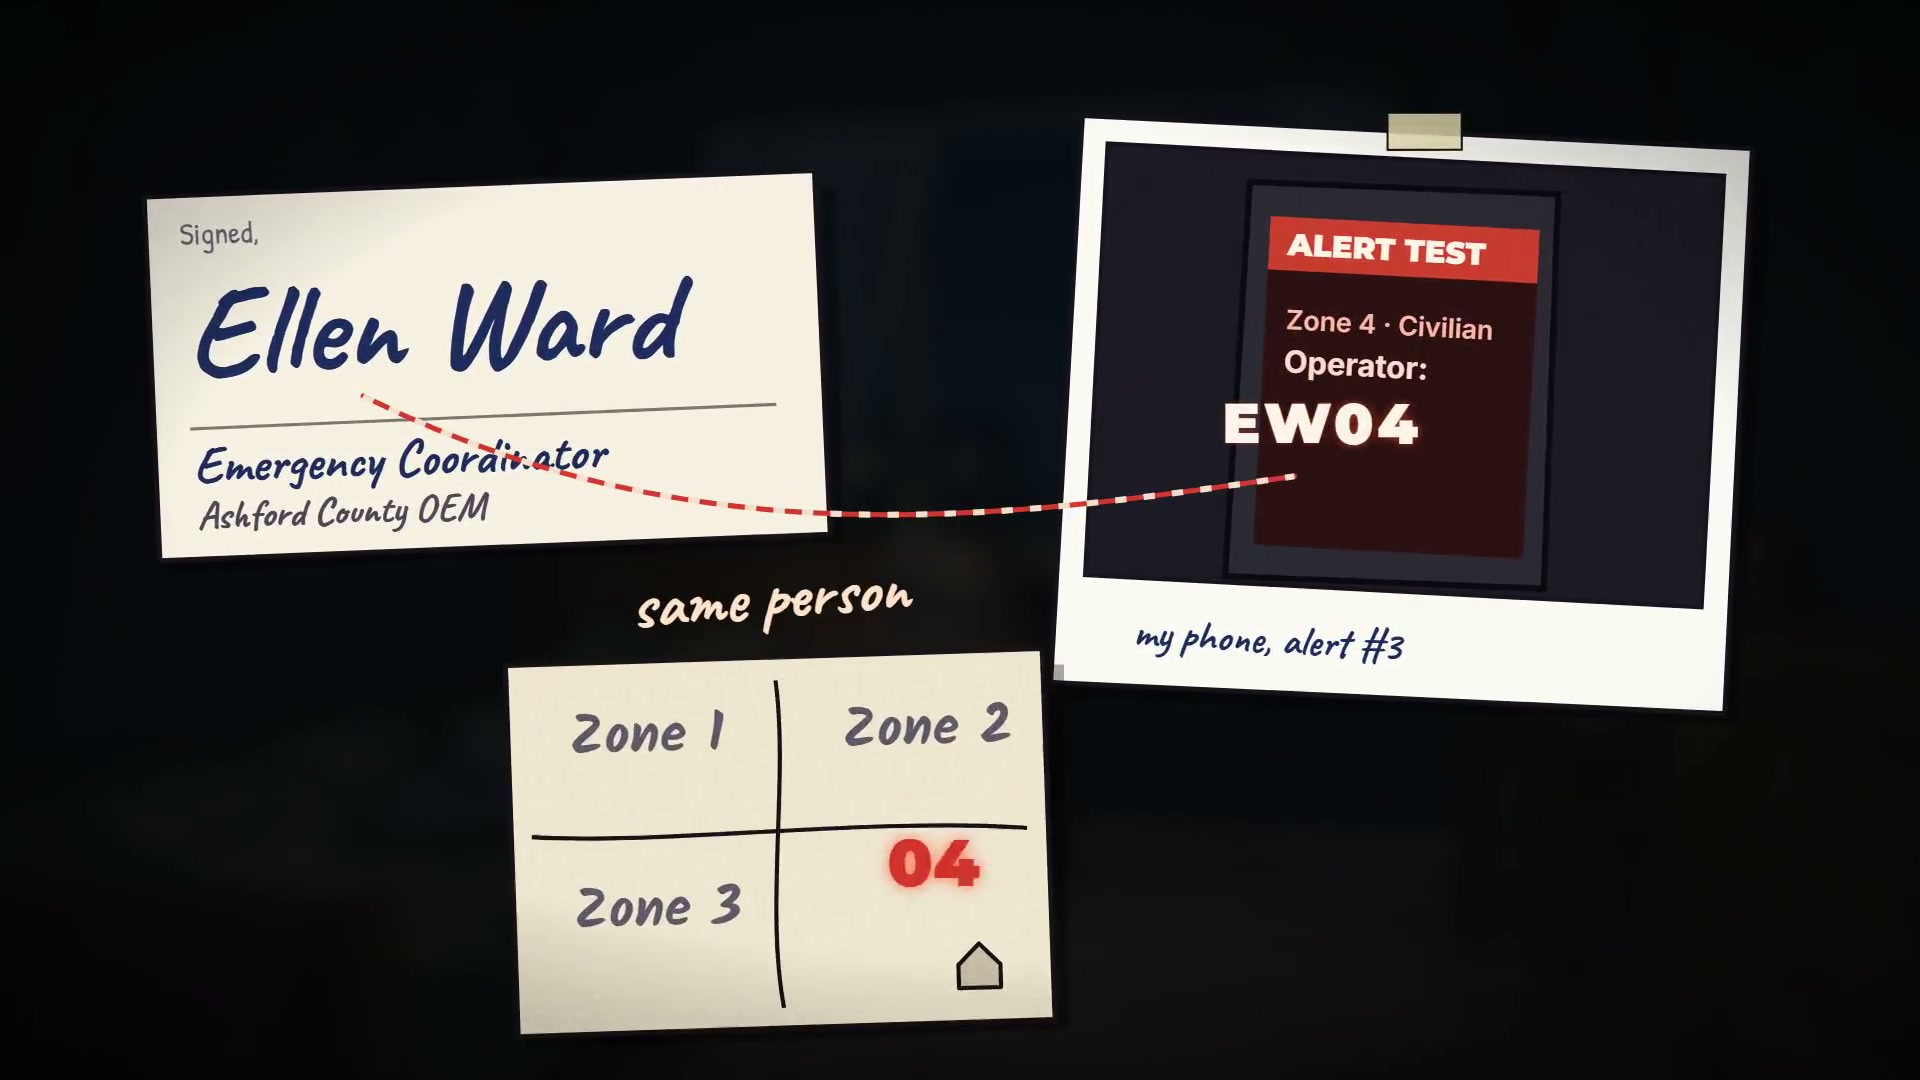 Signed,
Ellen Ward
Emergency Coordinator
Ashford County OEM
ALERT TEST
Zone 4 · Civilian
Operator:
EW04
my phone, alert #3
same person
Zone 1
Zone 2
04
Zone 3